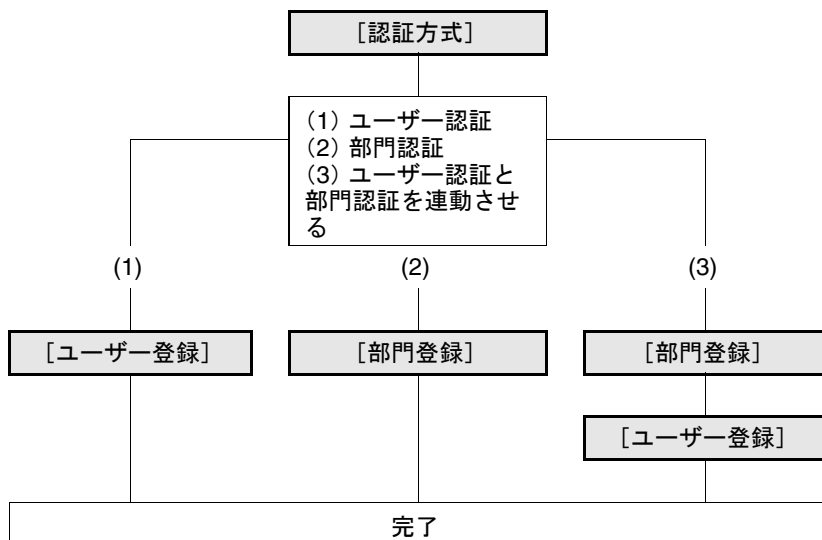 ［認証方式］
(1) ユーザー認証
(2) 部門認証
(3) ユーザー認証と
部門認証を連動させ
る
(1)
(2)
(3)
［ユーザー登録］
［部門登録］
［部門登録］
［ユーザー登録］
完了